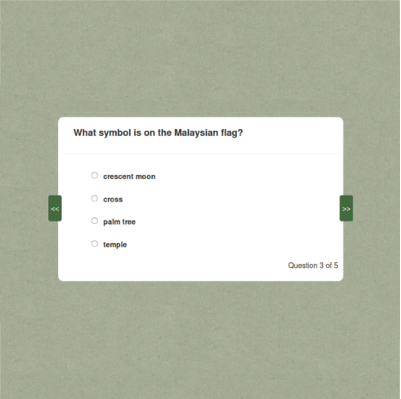 What symbol is on the Malaysian flag?
crescent moon
cross
<< >>
palm tree
temple
Question 3 of 5